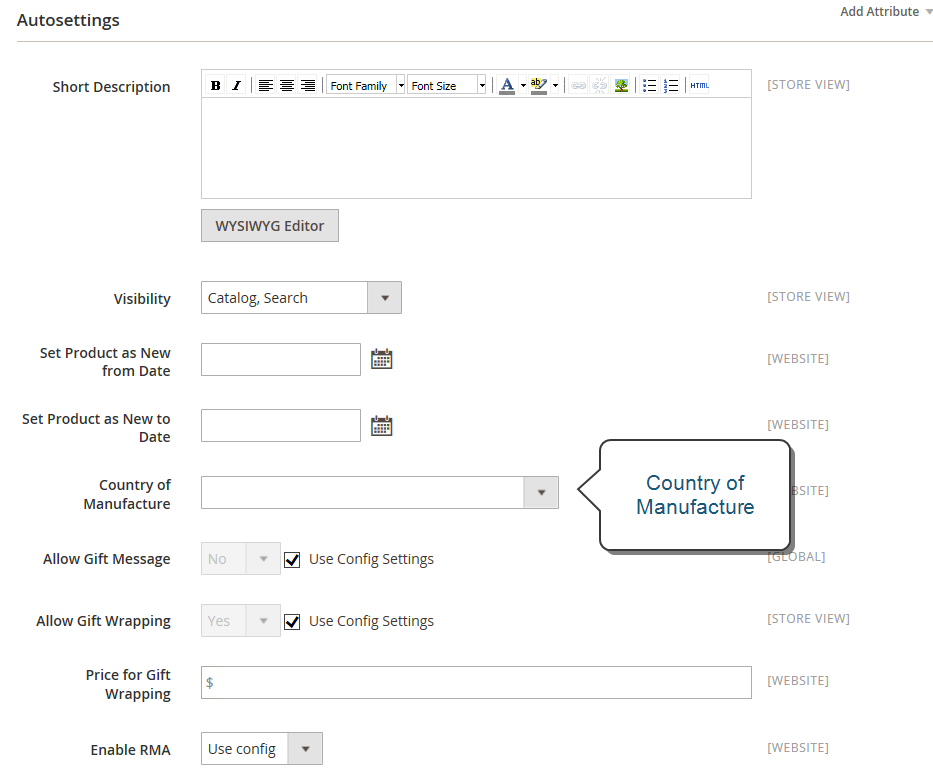 Add Attribute
Autosettings
Short Description
B I Font Family Font Size A ab HTML
[STORE VIEW]
WYSIWYG Editor
Visibility
Catalog, Search
[STORE VIEW]
Set Product as New
from Date
[WEBSITE]
Set Product as New to
Date
[WEBSITE]
Country of
Manufacture
Country of
Manufacture
BSITE]
Allow Gift Message
No
Use Config Settings
[GLOBAL]
Allow Gift Wrapping
Yes
Use Config Settings
[STORE VIEW]
Price for Gift
Wrapping
$
[WEBSITE]
Enable RMA
Use config
[WEBSITE]